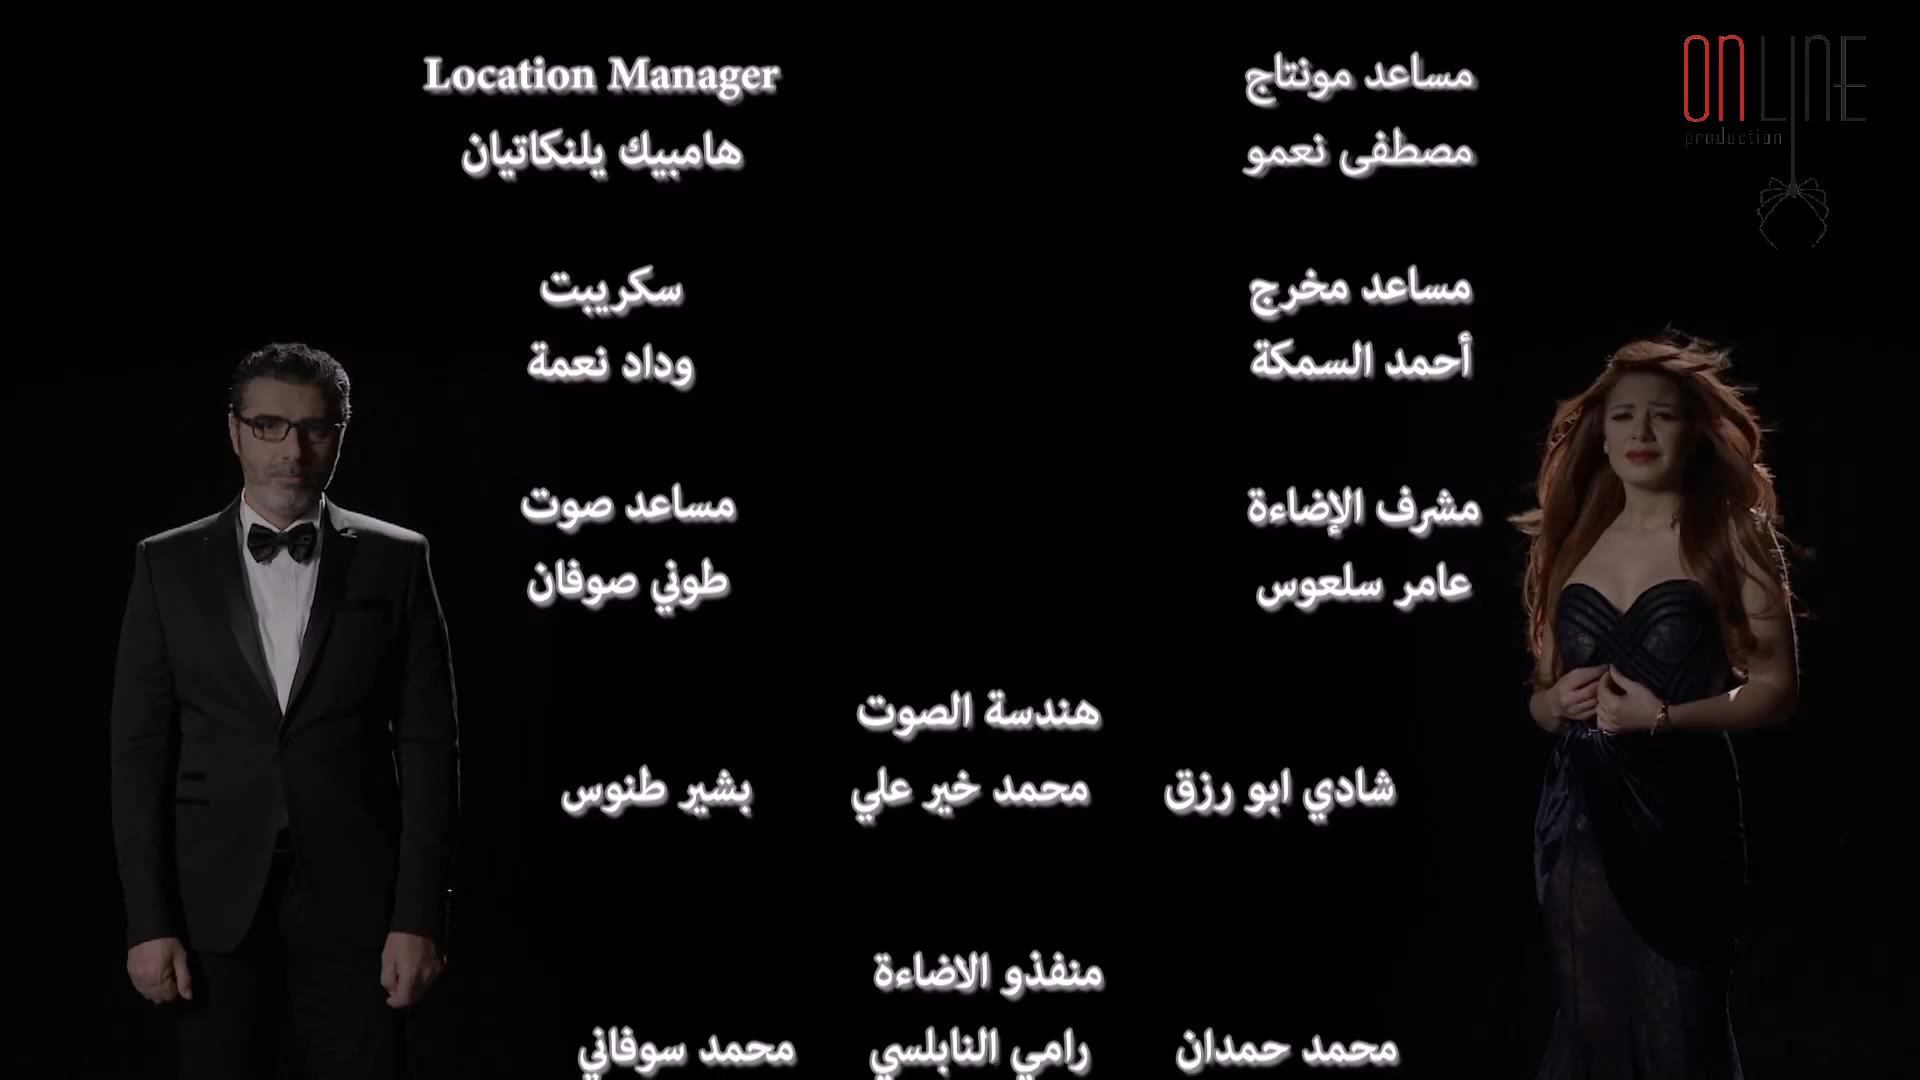 ONLINE
production
مساعد مونتاج
مصطفى نعمو
Location Manager
هامبيك يلنكاتيان
مساعد مخرج
أحمد السمكة
سكريبت
وداد نعمة
مشرف الإضاءة
عامر سلعوس
مساعد صوت
طوني صوفان
هندسة الصوت
شادي ابو رزق محمد خير علي بشير طنوس
منفذو الاضاءة
محمد حمدان رامي النابلسي محمد سوفاني